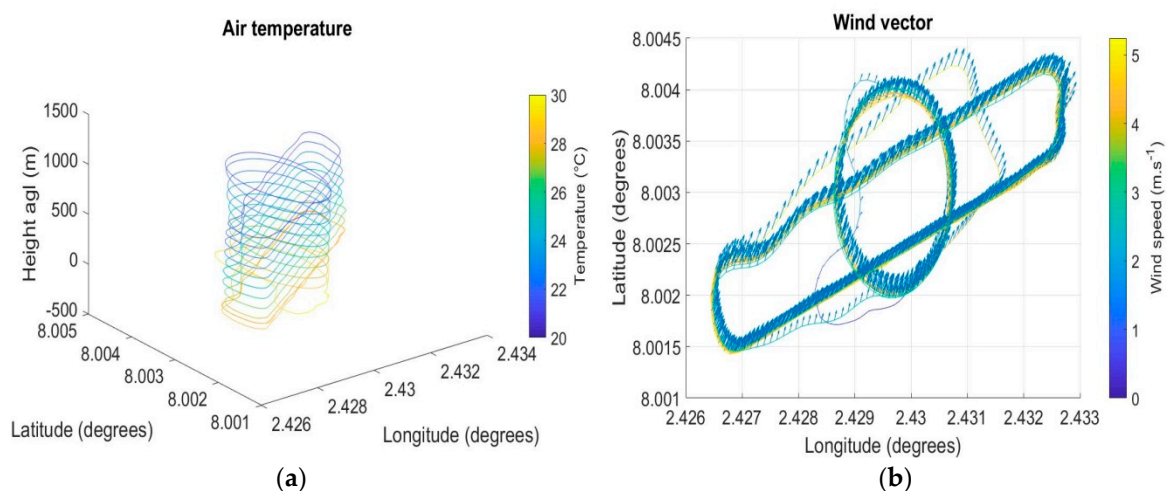 Air temperature
1500
1000
500
0
-500
Height agl (m)
8.005
8.004
8.003
8.002
8.001
Latitude (degrees)
2.426
2.428
2.43
2.432
2.434
Longitude (degrees)
30
28
26
24
22
20
Temperature (°C)
(a)
Wind vector
8.0045
8.004
8.0035
8.003
8.0025
8.002
8.0015
8.001
Latitude (degrees)
2.426 2.427 2.428 2.429 2.43 2.431 2.432 2.433
Longitude (degrees)
5
4
3
2
1
0
Wind speed (m.s⁻¹)
(b)